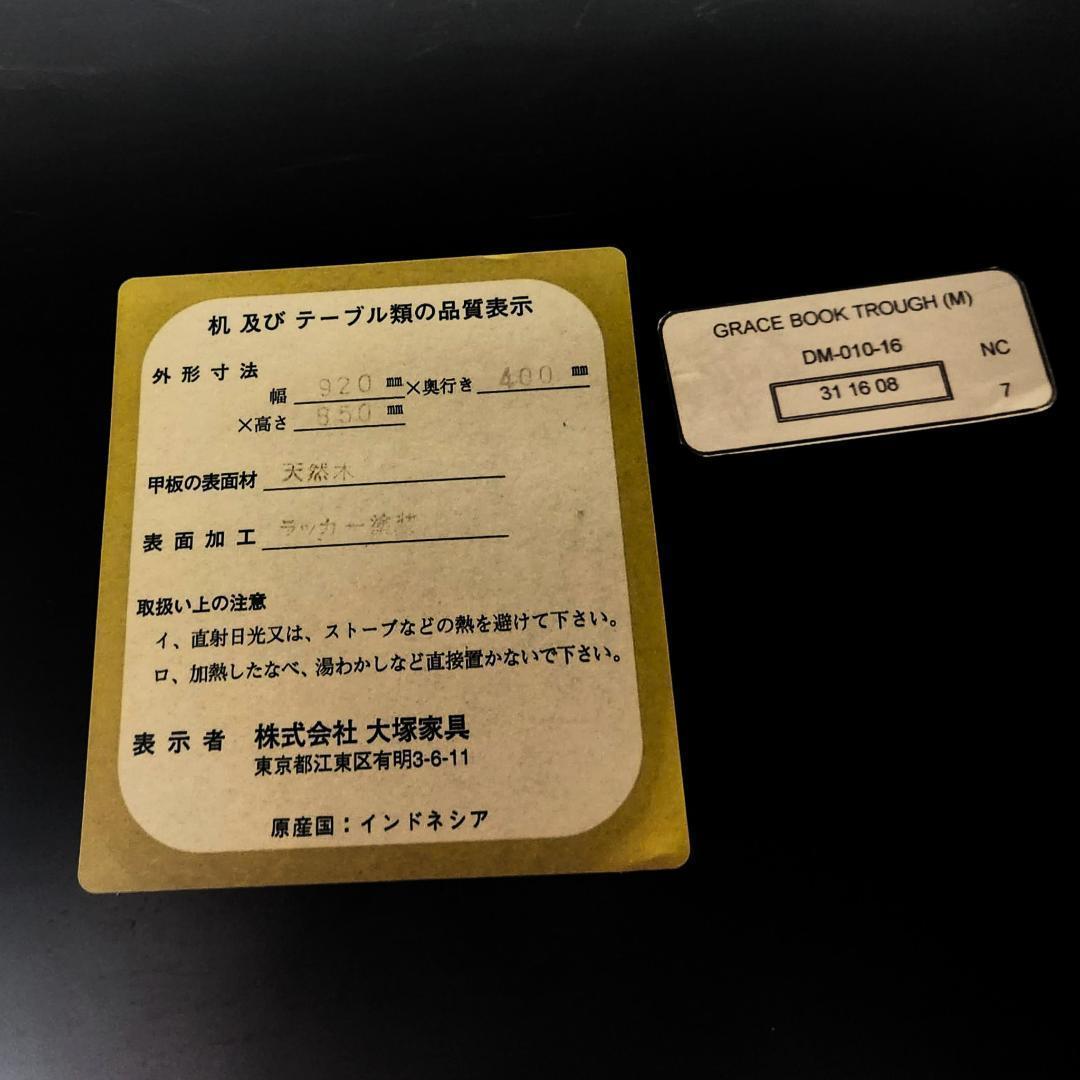 机 及び テーブル類の品質表示
外形寸法
幅 920 ㎜×奥行き 400 ㎜
×高さ 850 ㎜
甲板の表面材 天然木
表面加工 ラッカー塗装
取扱い上の注意
イ、直射日光又は、ストーブなどの熱を避けて下さい。
ロ、加熱したなべ、湯わかしなど直接置かないで下さい。
表示者 株式会社 大塚家具
東京都江東区有明3-6-11
原産国：インドネシア
GRACE BOOK TROUGH (M)
DM-010-16 NC
31 16 08 7